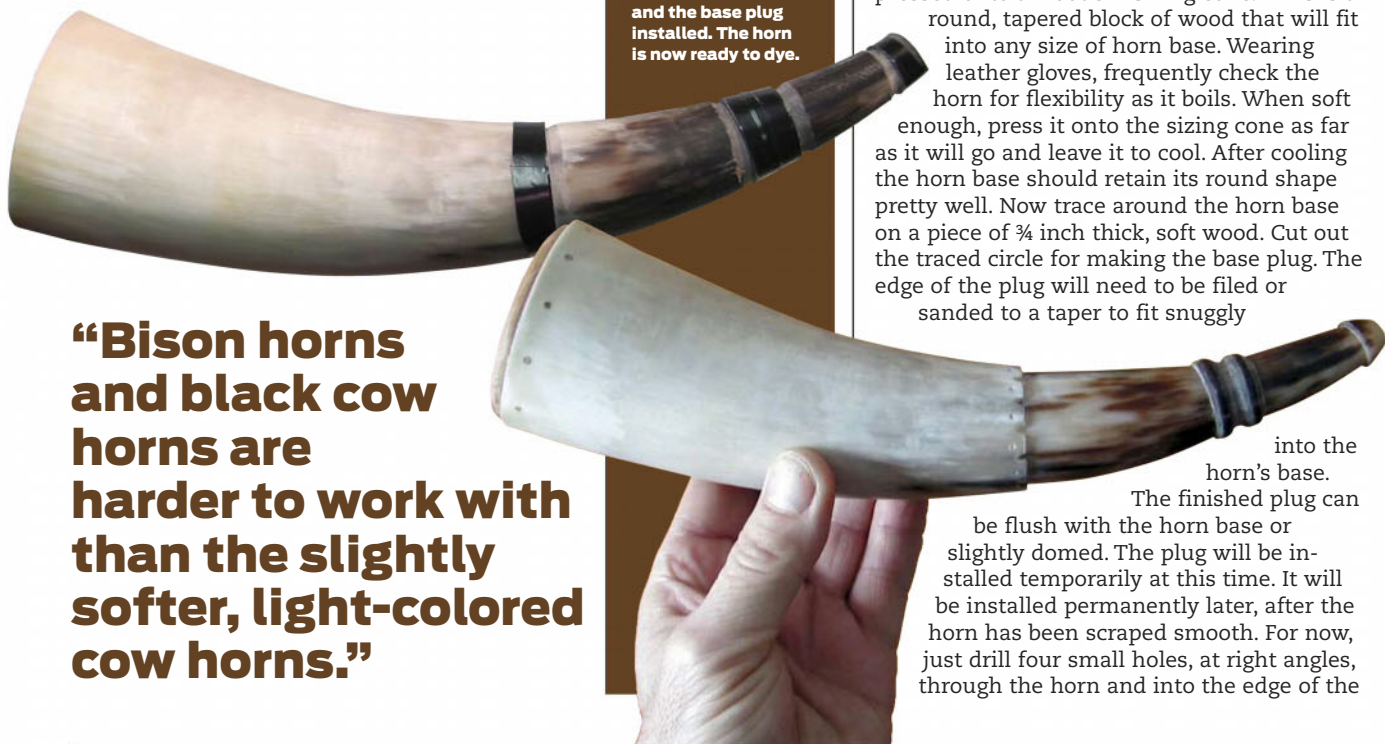 and the base plug
installed. The horn
is now ready to dye.
“Bison horns
and black cow
horns are
harder to work with
than the slightly
softer, light-colored
cow horns.”
round, tapered block of wood that will fit
into any size of horn base. Wearing
leather gloves, frequently check the
horn for flexibility as it boils. When soft
enough, press it onto the sizing cone as far
as it will go and leave it to cool. After cooling
the horn base should retain its round shape
pretty well. Now trace around the horn base
on a piece of ¾ inch thick, soft wood. Cut out
the traced circle for making the base plug. The
edge of the plug will need to be filed or
sanded to a taper to fit snuggly
into the
horn’s base.
The finished plug can
be flush with the horn base or
slightly domed. The plug will be in-
stalled temporarily at this time. It will
be installed permanently later, after the
horn has been scraped smooth. For now,
just drill four small holes, at right angles,
through the horn and into the edge of the